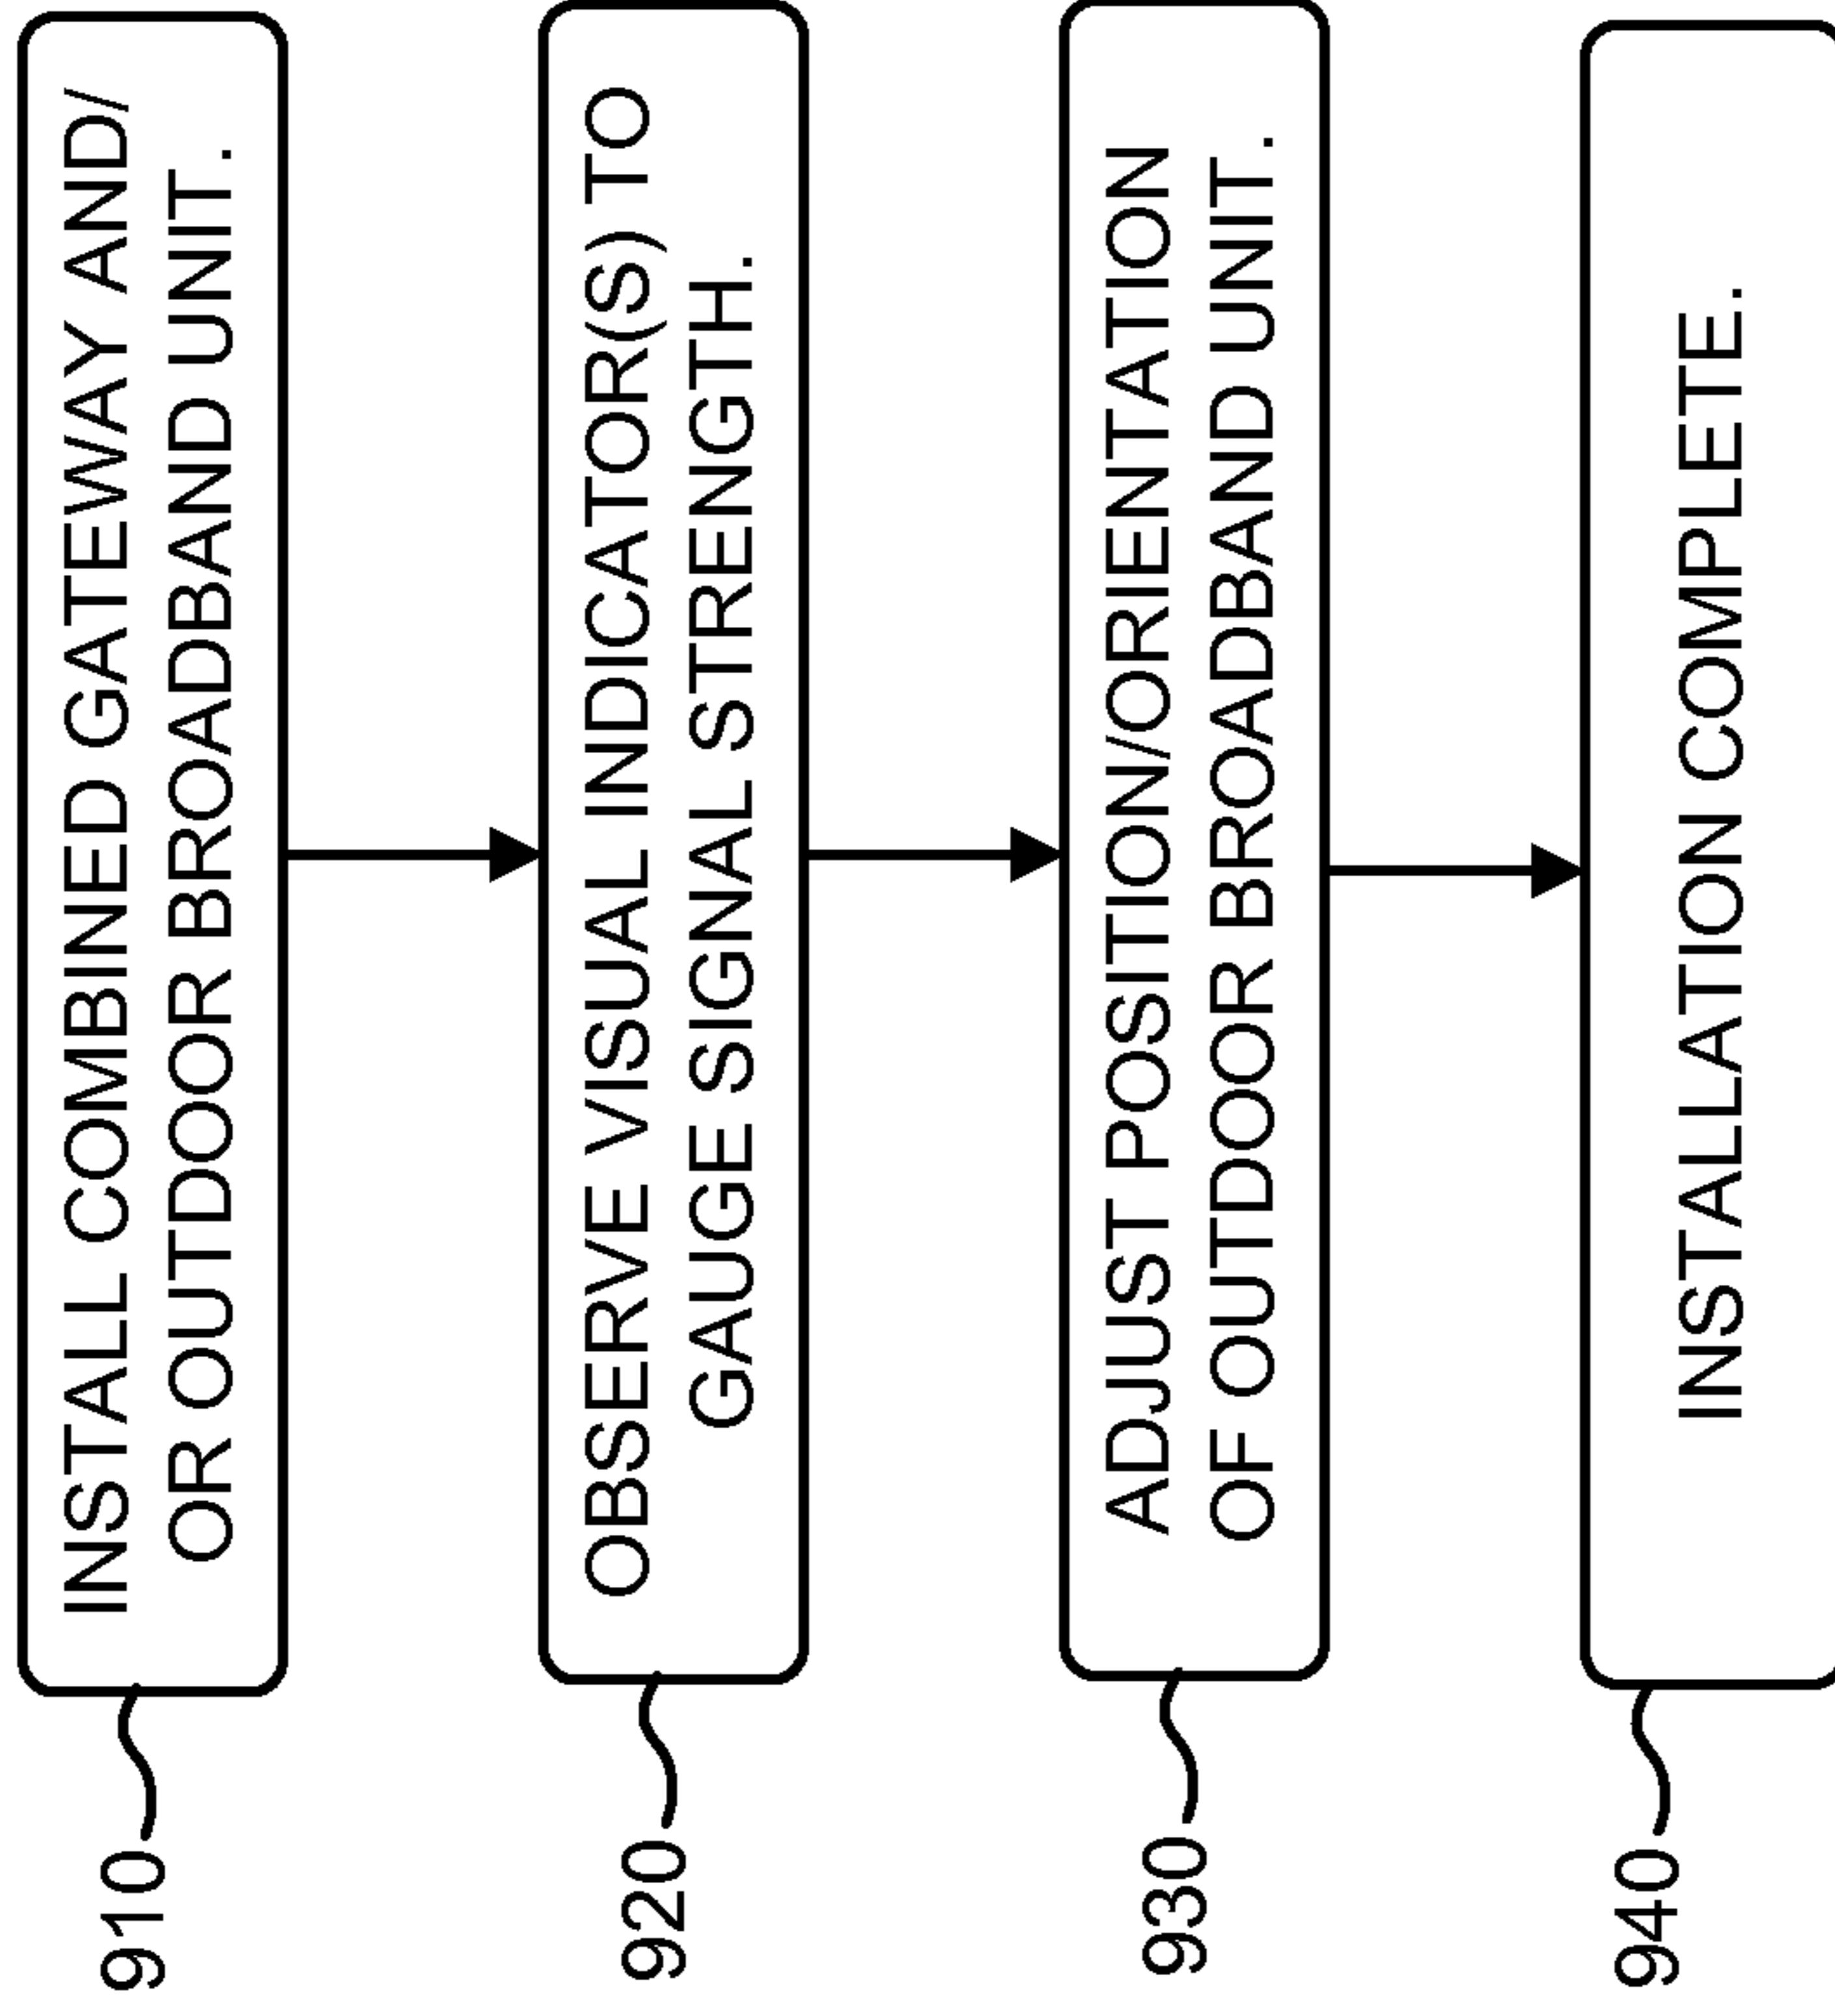 910
INSTALL COMBINED GATEWAY AND/
OR OUTDOOR BROADBAND UNIT.
920
OBSERVE VISUAL INDICATOR(S) TO
GAUGE SIGNAL STRENGTH.
930
ADJUST POSITION/ORIENTATION
OF OUTDOOR BROADBAND UNIT.
940
INSTALLATION COMPLETE.